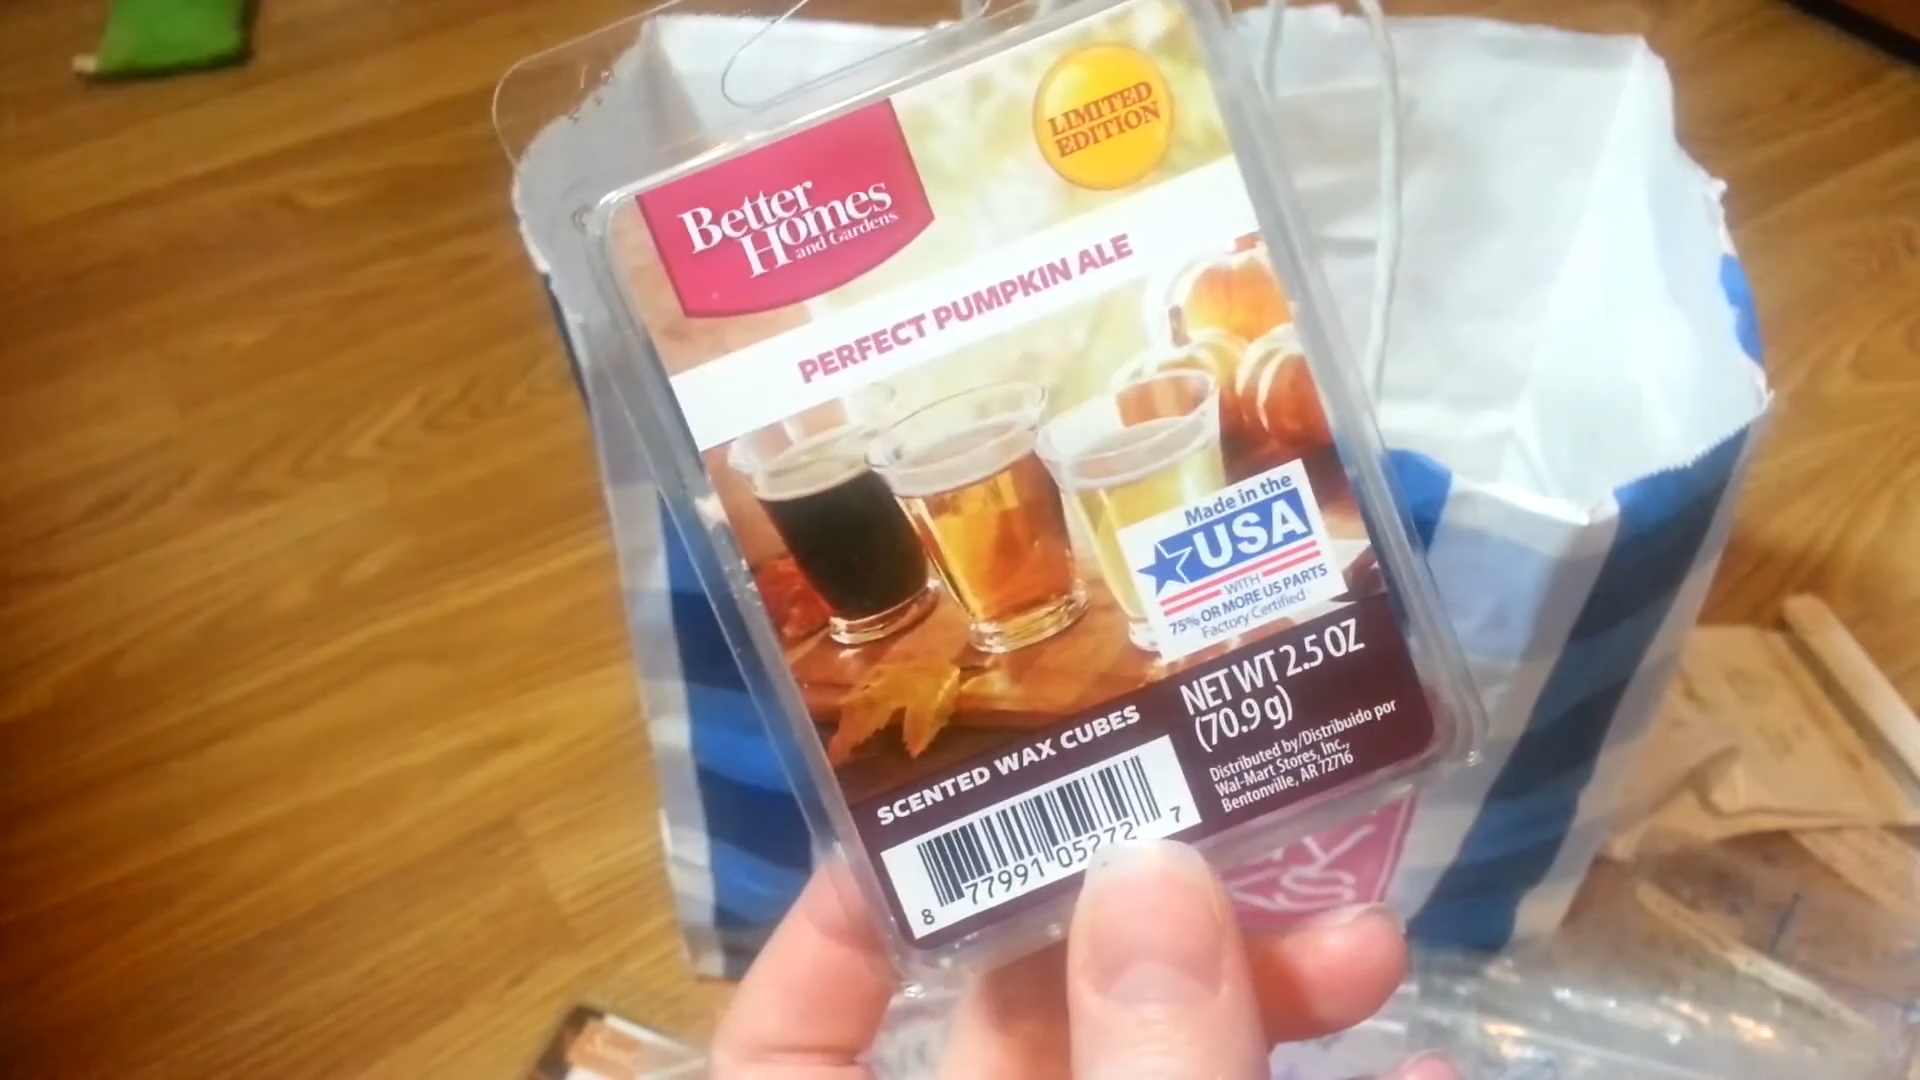 LIMITED
EDITION
Better
Homes
and Gardens
PERFECT PUMPKIN ALE
Made in the
USA
WITH
75% OR MORE US PARTS
Factory Certified
NET WT 2.5 OZ
(70.9 g)
SCENTED WAX CUBES
Distributed by/Distribuido por
Wal-Mart Stores, Inc.,
Bentonville, AR 72716
8 77991 05272 7